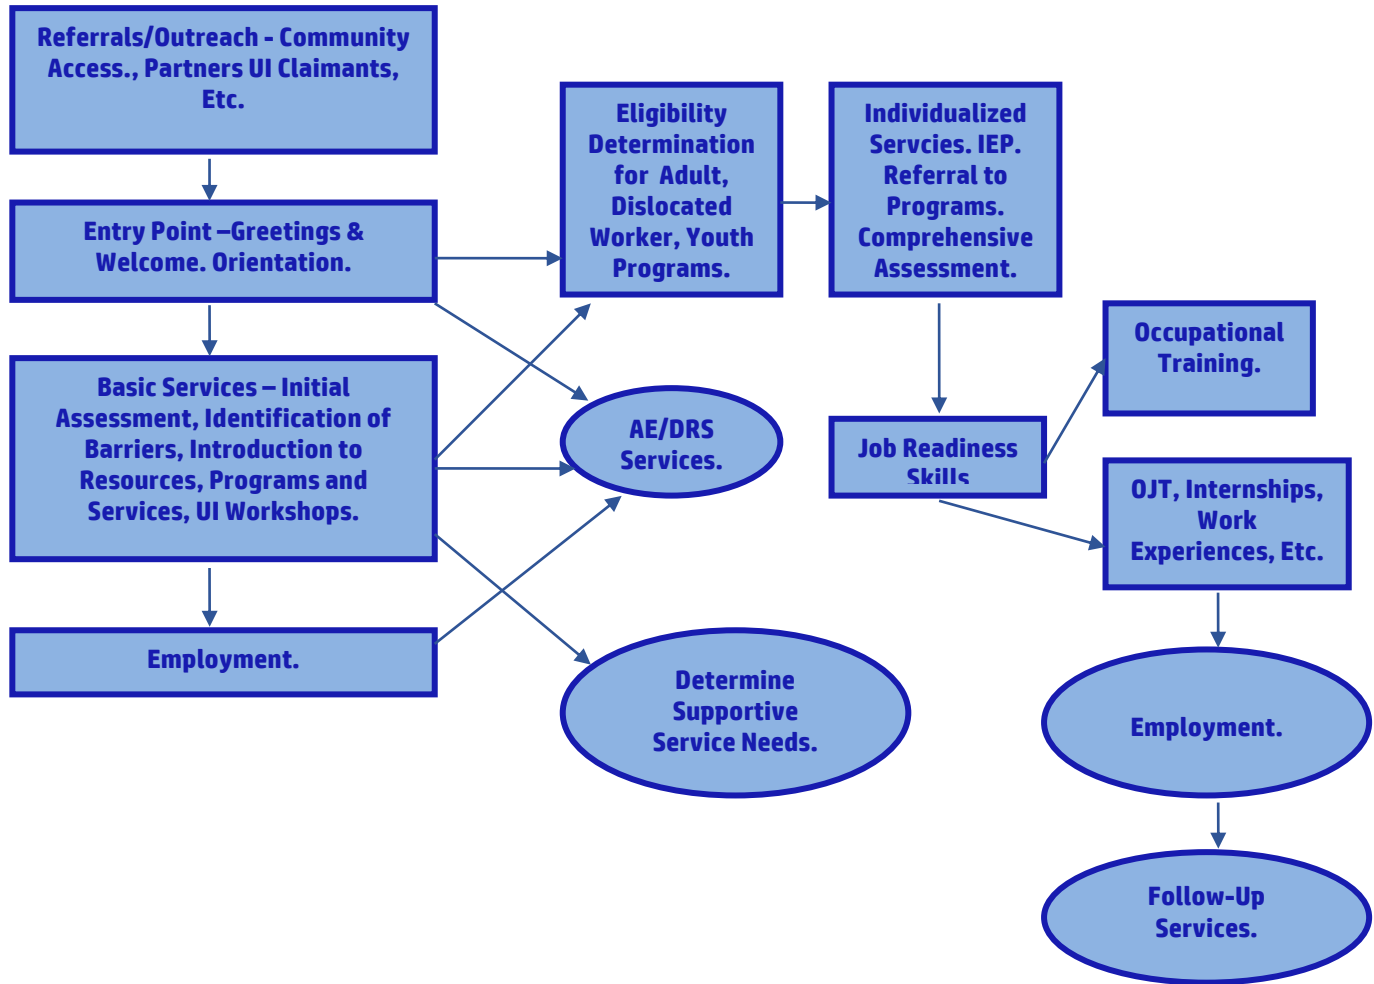 Referrals/Outreach - Community
Access., Partners UI Claimants,
Etc.
Entry Point –Greetings &
Welcome. Orientation.
Basic Services – Initial
Assessment, Identification of
Barriers, Introduction to
Resources, Programs and
Services, UI Workshops.
Employment.
Eligibility
Determination
for Adult,
Dislocated
Worker, Youth
Programs.
AE/DRS
Services.
Determine
Supportive
Service Needs.
Individualized
Servcies. IEP.
Referral to
Programs.
Comprehensive
Assessment.
Job Readiness
Skills
Occupational
Training.
OJT, Internships,
Work
Experiences, Etc.
Employment.
Follow-Up
Services.